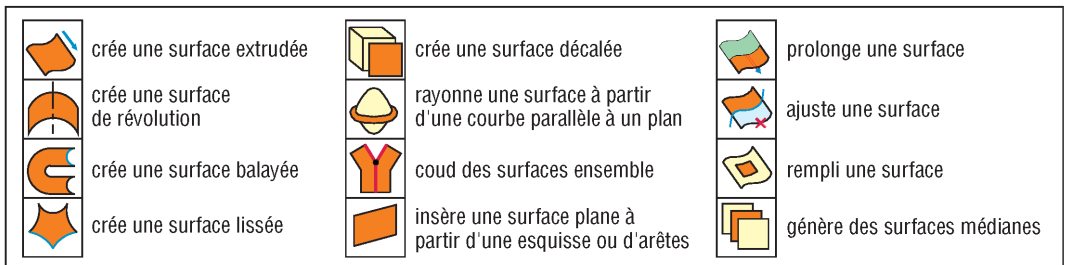 crée une surface extrudée
crée une surface
de révolution
crée une surface balayée
crée une surface lissée
crée une surface décalée
rayonne une surface à partir
d'une courbe parallèle à un plan
coud des surfaces ensemble
insère une surface plane à
partir d'une esquisse ou d'arêtes
prolonge une surface
ajuste une surface
rempli une surface
génère des surfaces médianes